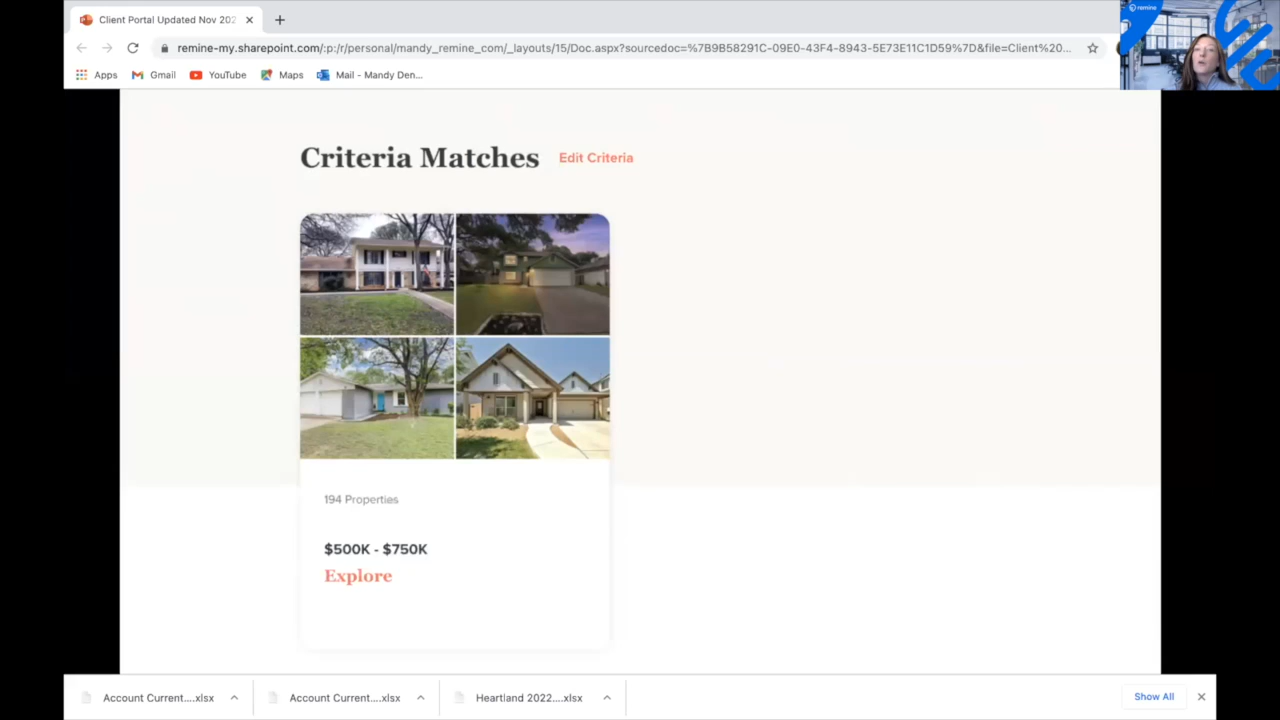 Client Portal Updated Nov 202
remine-my.sharepoint.com/:p:/r/personal/mandy_remine_com/_layouts/15/Doc.aspx?sourcedoc=%7B9B58291C-09E0-43F4-8943-5E73E11C1D59%7D&file=Client%20...
remine
Apps
Gmail
YouTube
Maps
Mail - Mandy Den...
Criteria Matches
Edit Criteria
194 Properties
$500K - $750K
Explore
Account Current....xlsx
Account Current....xlsx
Heartland 2022....xlsx
Show All